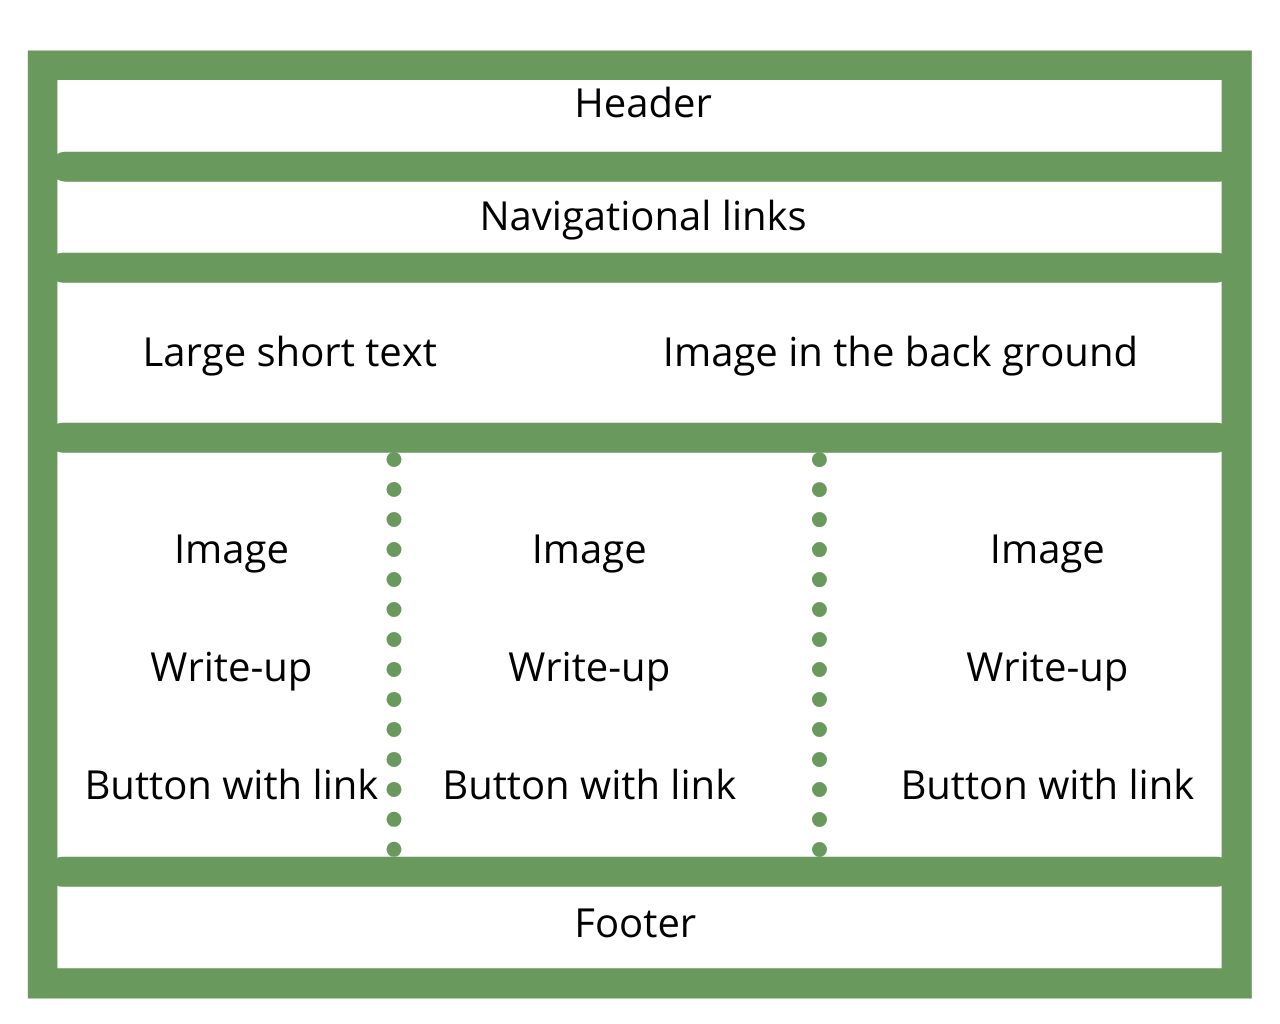 Header
Navigational links
Large short text
Image in the back ground
Image
Write-up
Button with link
Image
Write-up
Button with link
Image
Write-up
Button with link
Footer